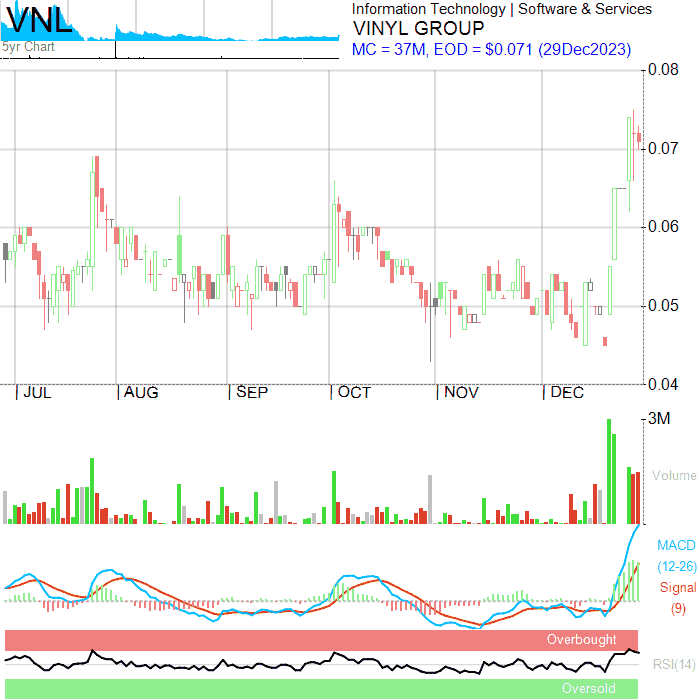 VNL
5yr Chart
Information Technology | Software & Services
VINYL GROUP
MC = 37M, EOD = $0.071 (29Dec2023)
0.08
0.07
0.06
0.05
0.04
JUL
AUG
SEP
OCT
NOV
DEC
3M
Volume
MACD
(12-26)
Signal
(9)
Overbought
RSI(14)
Oversold